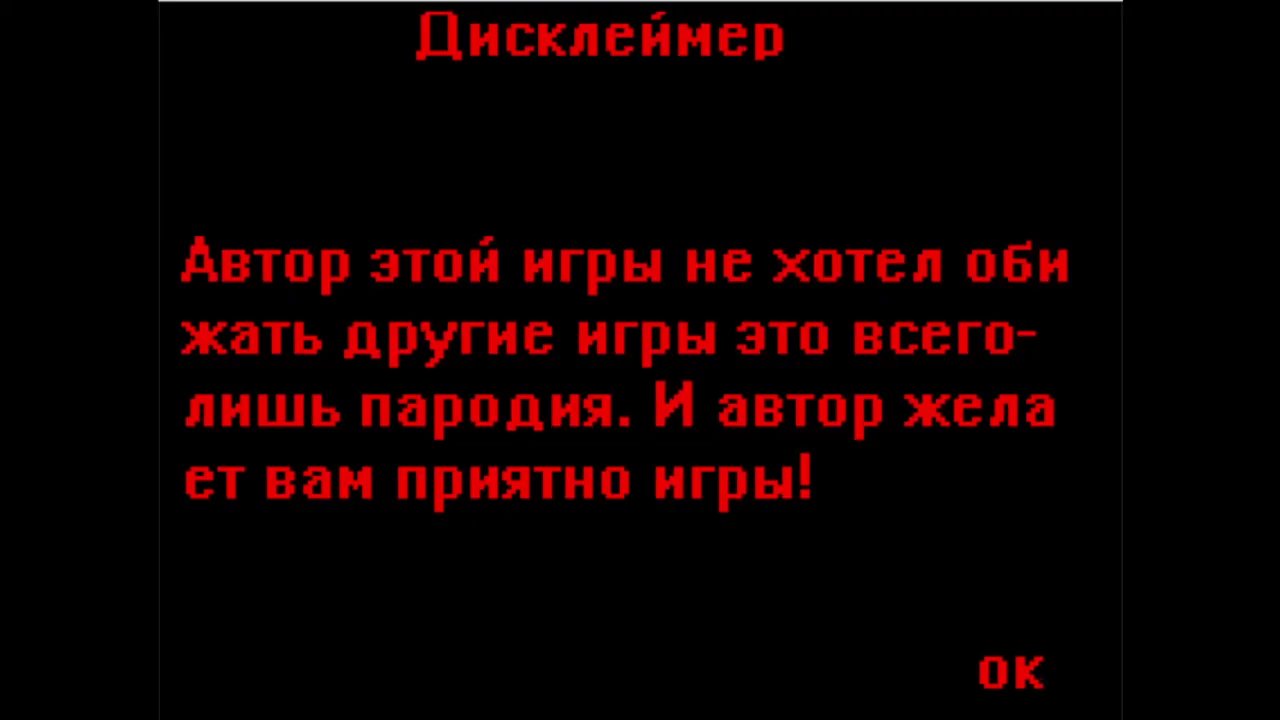 Дисклеймер
Автор этой игры не хотел оби
жать другие игры это всего-
лишь пародия. И автор жела
ет вам приятно игры!
ок